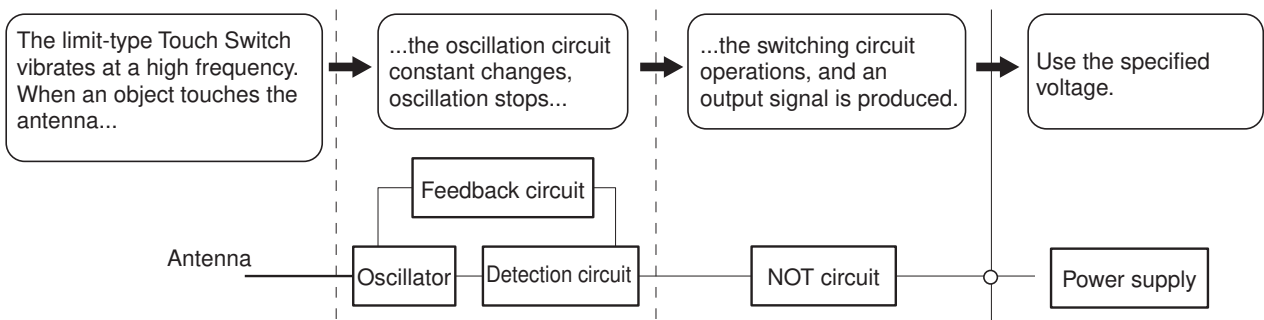 The limit-type Touch Switch
vibrates at a high frequency.
When an object touches the
antenna...
...the oscillation circuit
constant changes,
oscillation stops...
...the switching circuit
operations, and an
output signal is produced.
Use the specified
voltage.
Feedback circuit
Antenna
Oscillator
Detection circuit
NOT circuit
Power supply